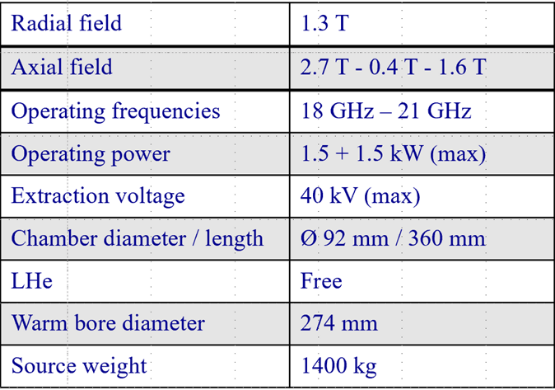 Radial field 1.3 T
Axial field 2.7 T - 0.4 T - 1.6 T
Operating frequencies 18 GHz – 21 GHz
Operating power 1.5 + 1.5 kW (max)
Extraction voltage 40 kV (max)
Chamber diameter / length Ø 92 mm / 360 mm
LHe Free
Warm bore diameter 274 mm
Source weight 1400 kg